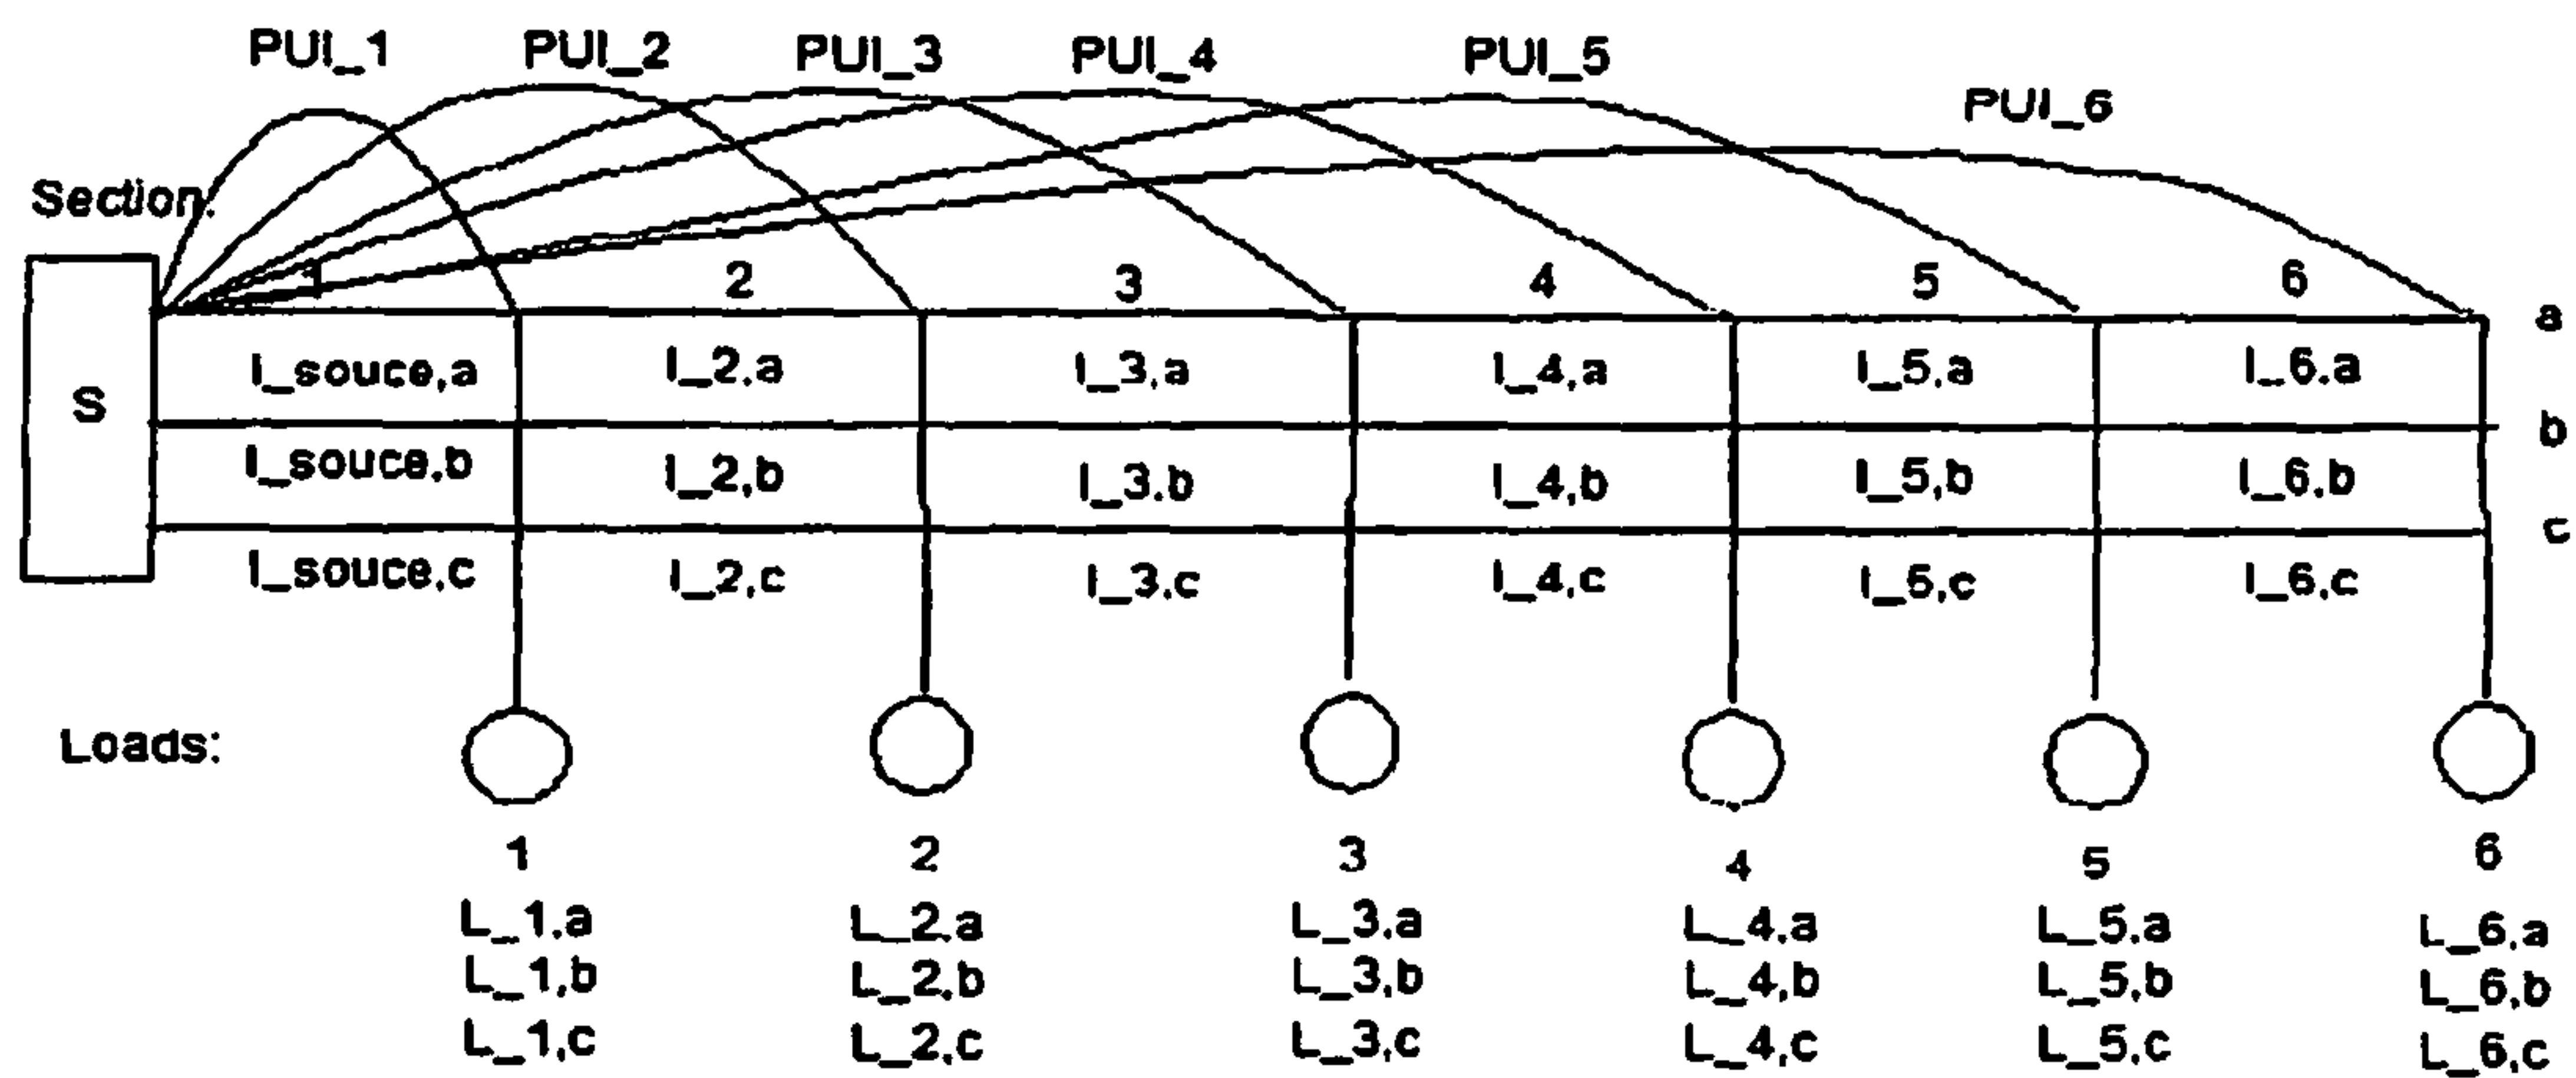 PUI_1 PUI_2 PUI_3 PUI_4 PUI_5
PUI_6
Section:
1 2 3 4 5 6
a
I_souce,a I_2.a I_3,a I_4,a I_5.a I_6.a
S
b
I_souce,b I_2,b I_3.b I_4,b I_5,b I_6.b
c
I_souce,c I_2,c I_3.c I_4,c I_5,c I_6.c
Loads:
1 2 3 4 5 6
L_1.a L_2.a L_3.a L_4.a L_5.a L_6.a
L_1,b L_2.b L_3,b L_4,b L_5,b L_6,b
L_1,c L_2,c L_3,c L_4,c L_5,c L_6,c